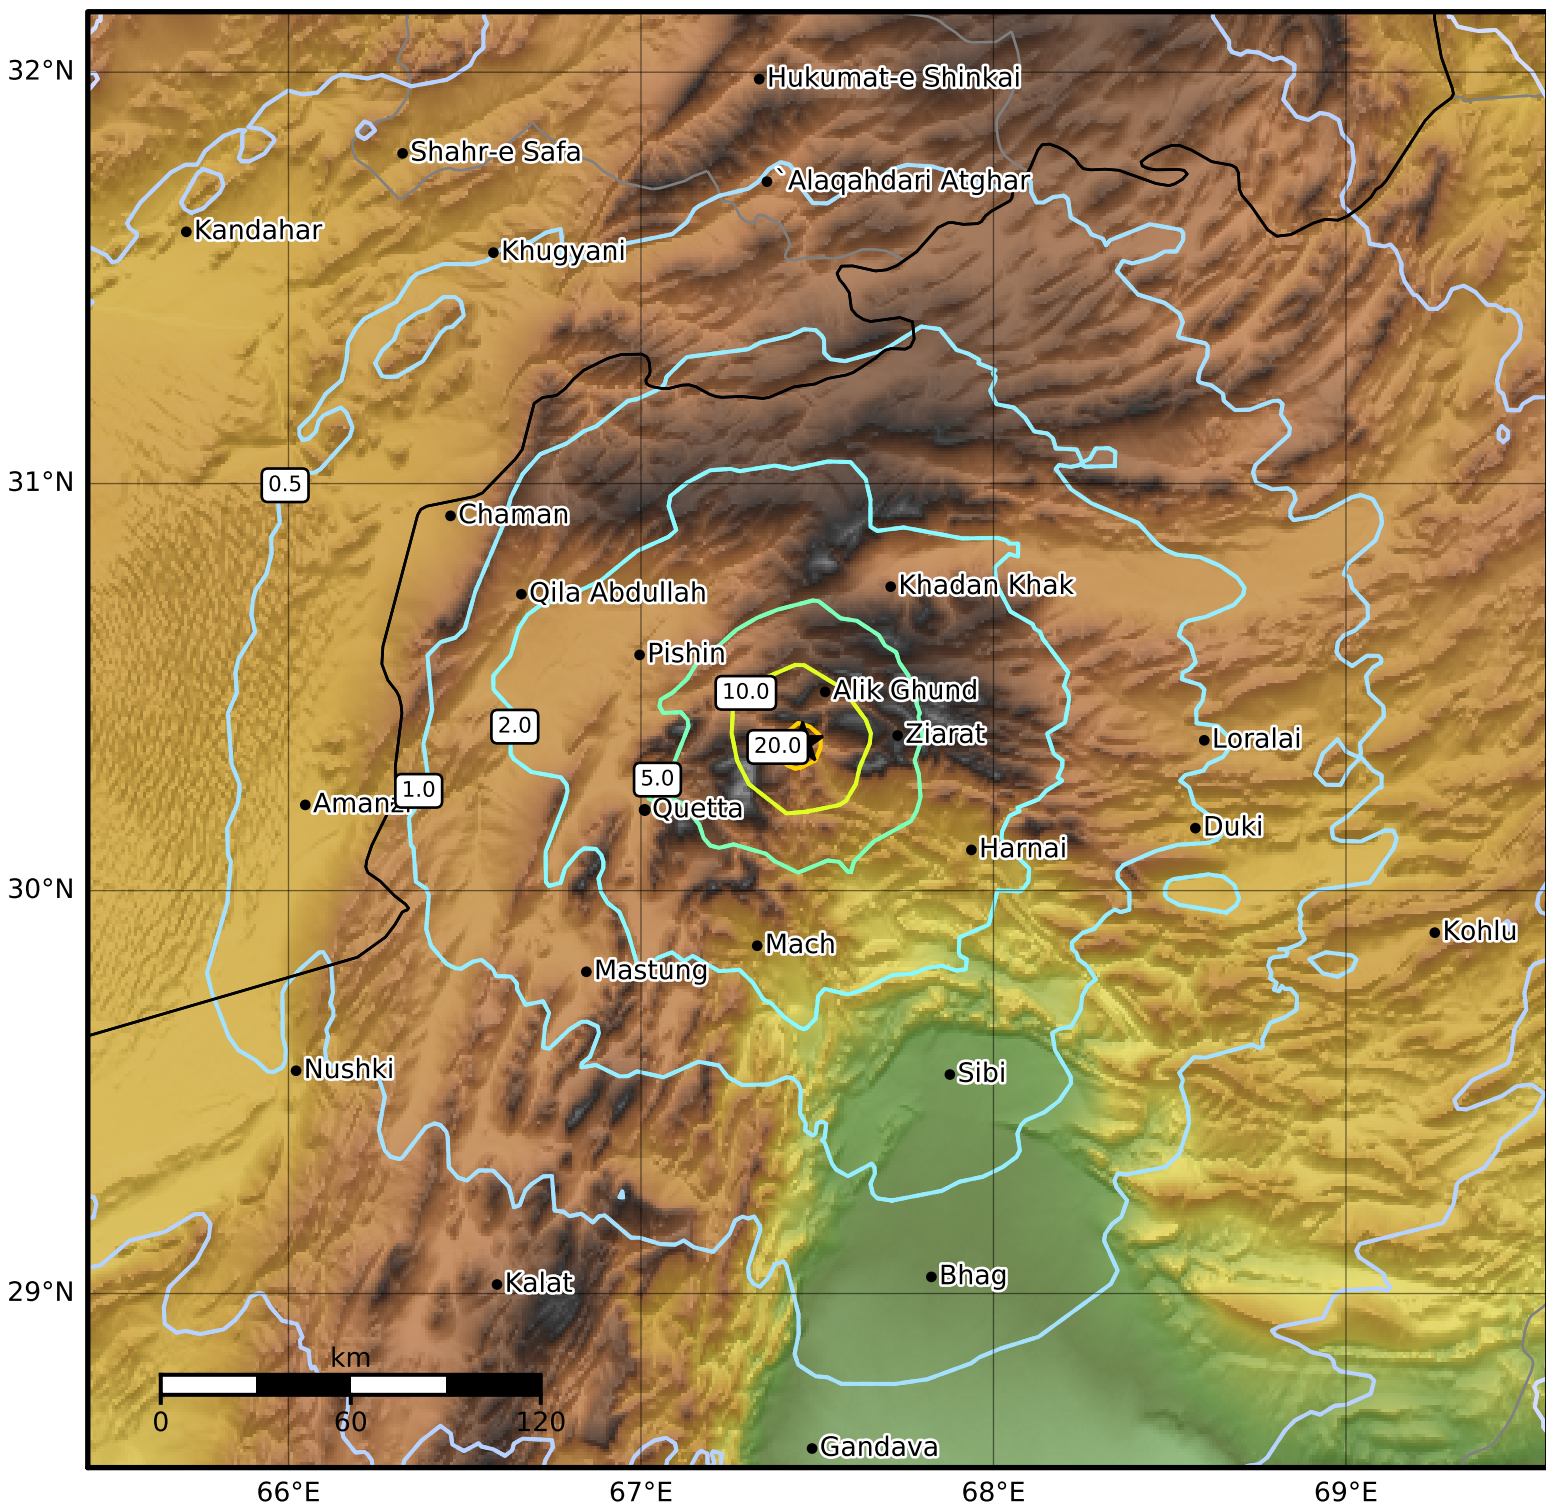 32°N
Hukumat-e Shinkai
Shahr-e Safa
`Alaqahdari Atghar
Kandahar
Khugyani
31°N
0.5
Chaman
Qila Abdullah
Khadan Khak
Pishin
10.0
Alik Ghund
2.0
20.0
Ziarat
Loralai
5.0
1.0
Quetta
Duki
Harnai
30°N
Kohlu
Mach
Mastung
Nushki
Sibi
29°N
Kalat
Bhag
km
0 60 120
Gandava
66°E 67°E 68°E 69°E